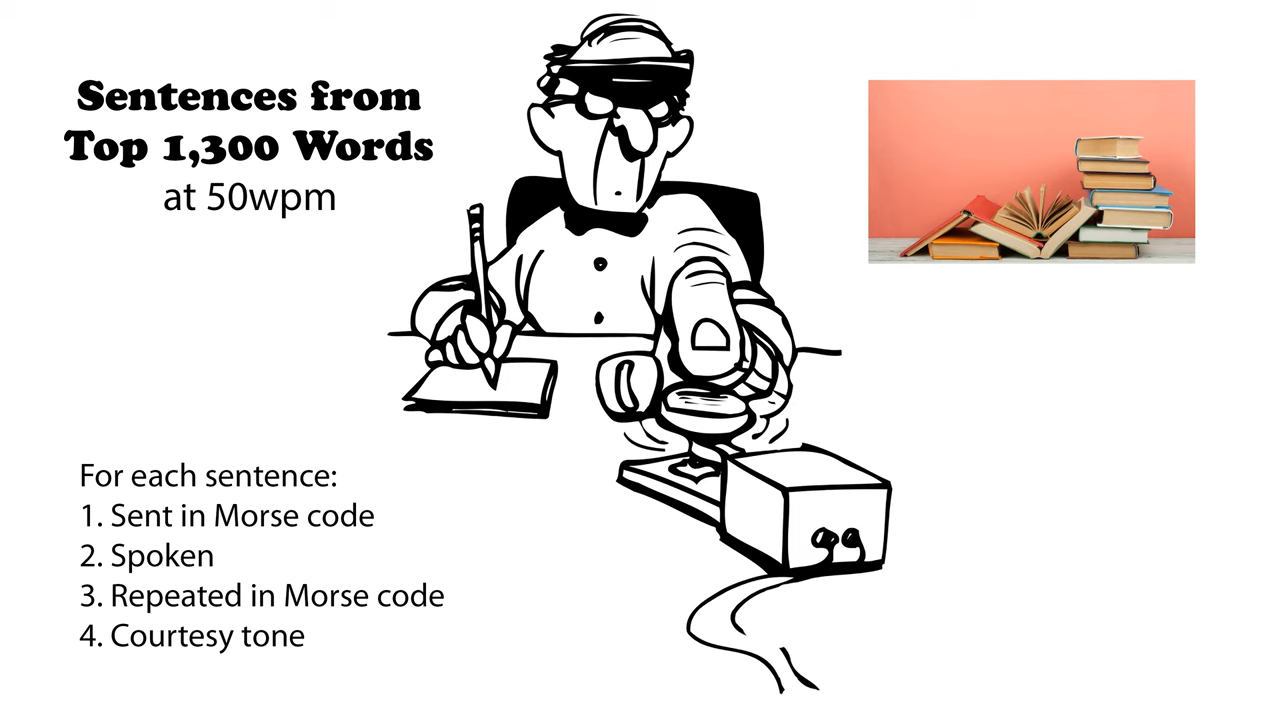 Sentences from
Top 1,300 Words
at 50wpm
For each sentence:
1. Sent in Morse code
2. Spoken
3. Repeated in Morse code
4. Courtesy tone